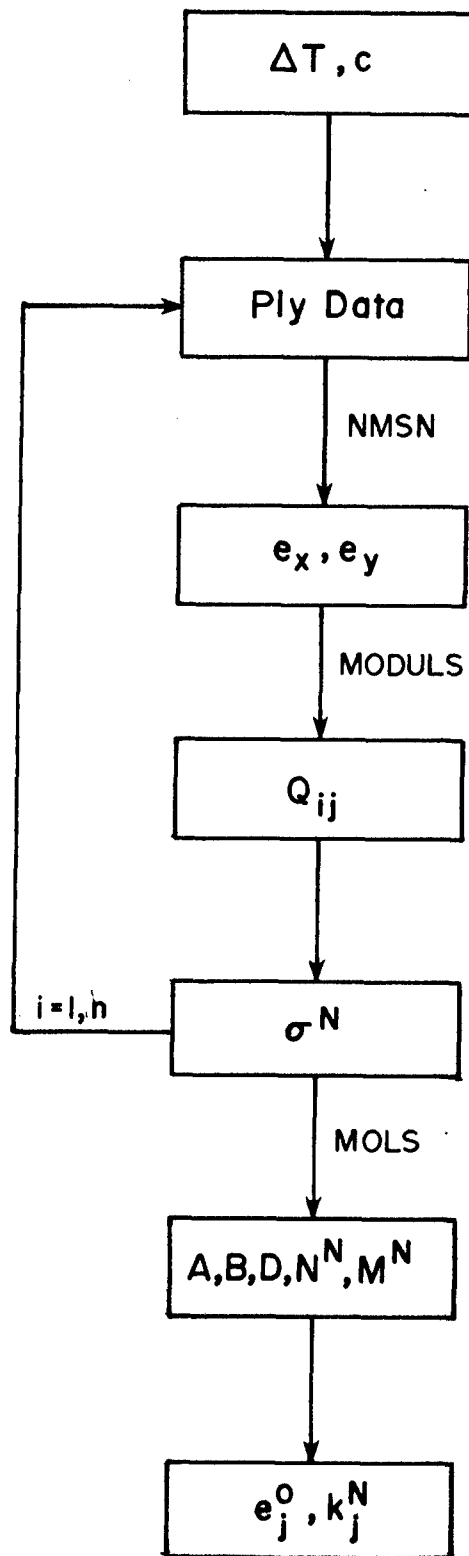 ΔT, c
Ply Data
NMSN
e_x, e_y
MODULS
Q_ij
i=1, n
σ^N
MOLS
A, B, D, N^N, M^N
e_j^o, k_j^N